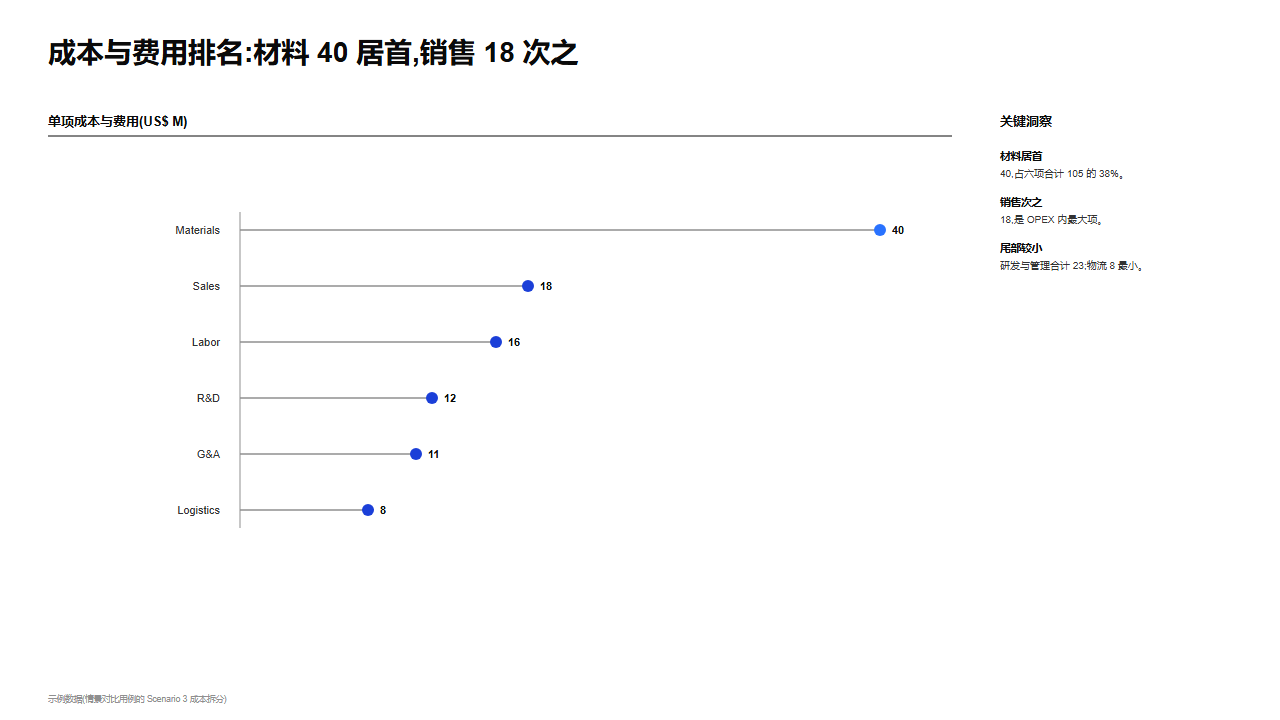 成本与费用排名:材料 40 居首,销售 18 次之
单项成本与费用(US$ M)
Materials 40
Sales 18
Labor 16
R&D 12
G&A 11
Logistics 8
关键洞察
材料居首
40,占六项合计 105 的 38%。
销售次之
18,是 OPEX 内最大项。
尾部较小
研发与管理合计 23;物流 8 最小。
示例数据(情景对比用例的 Scenario 3 成本拆分)